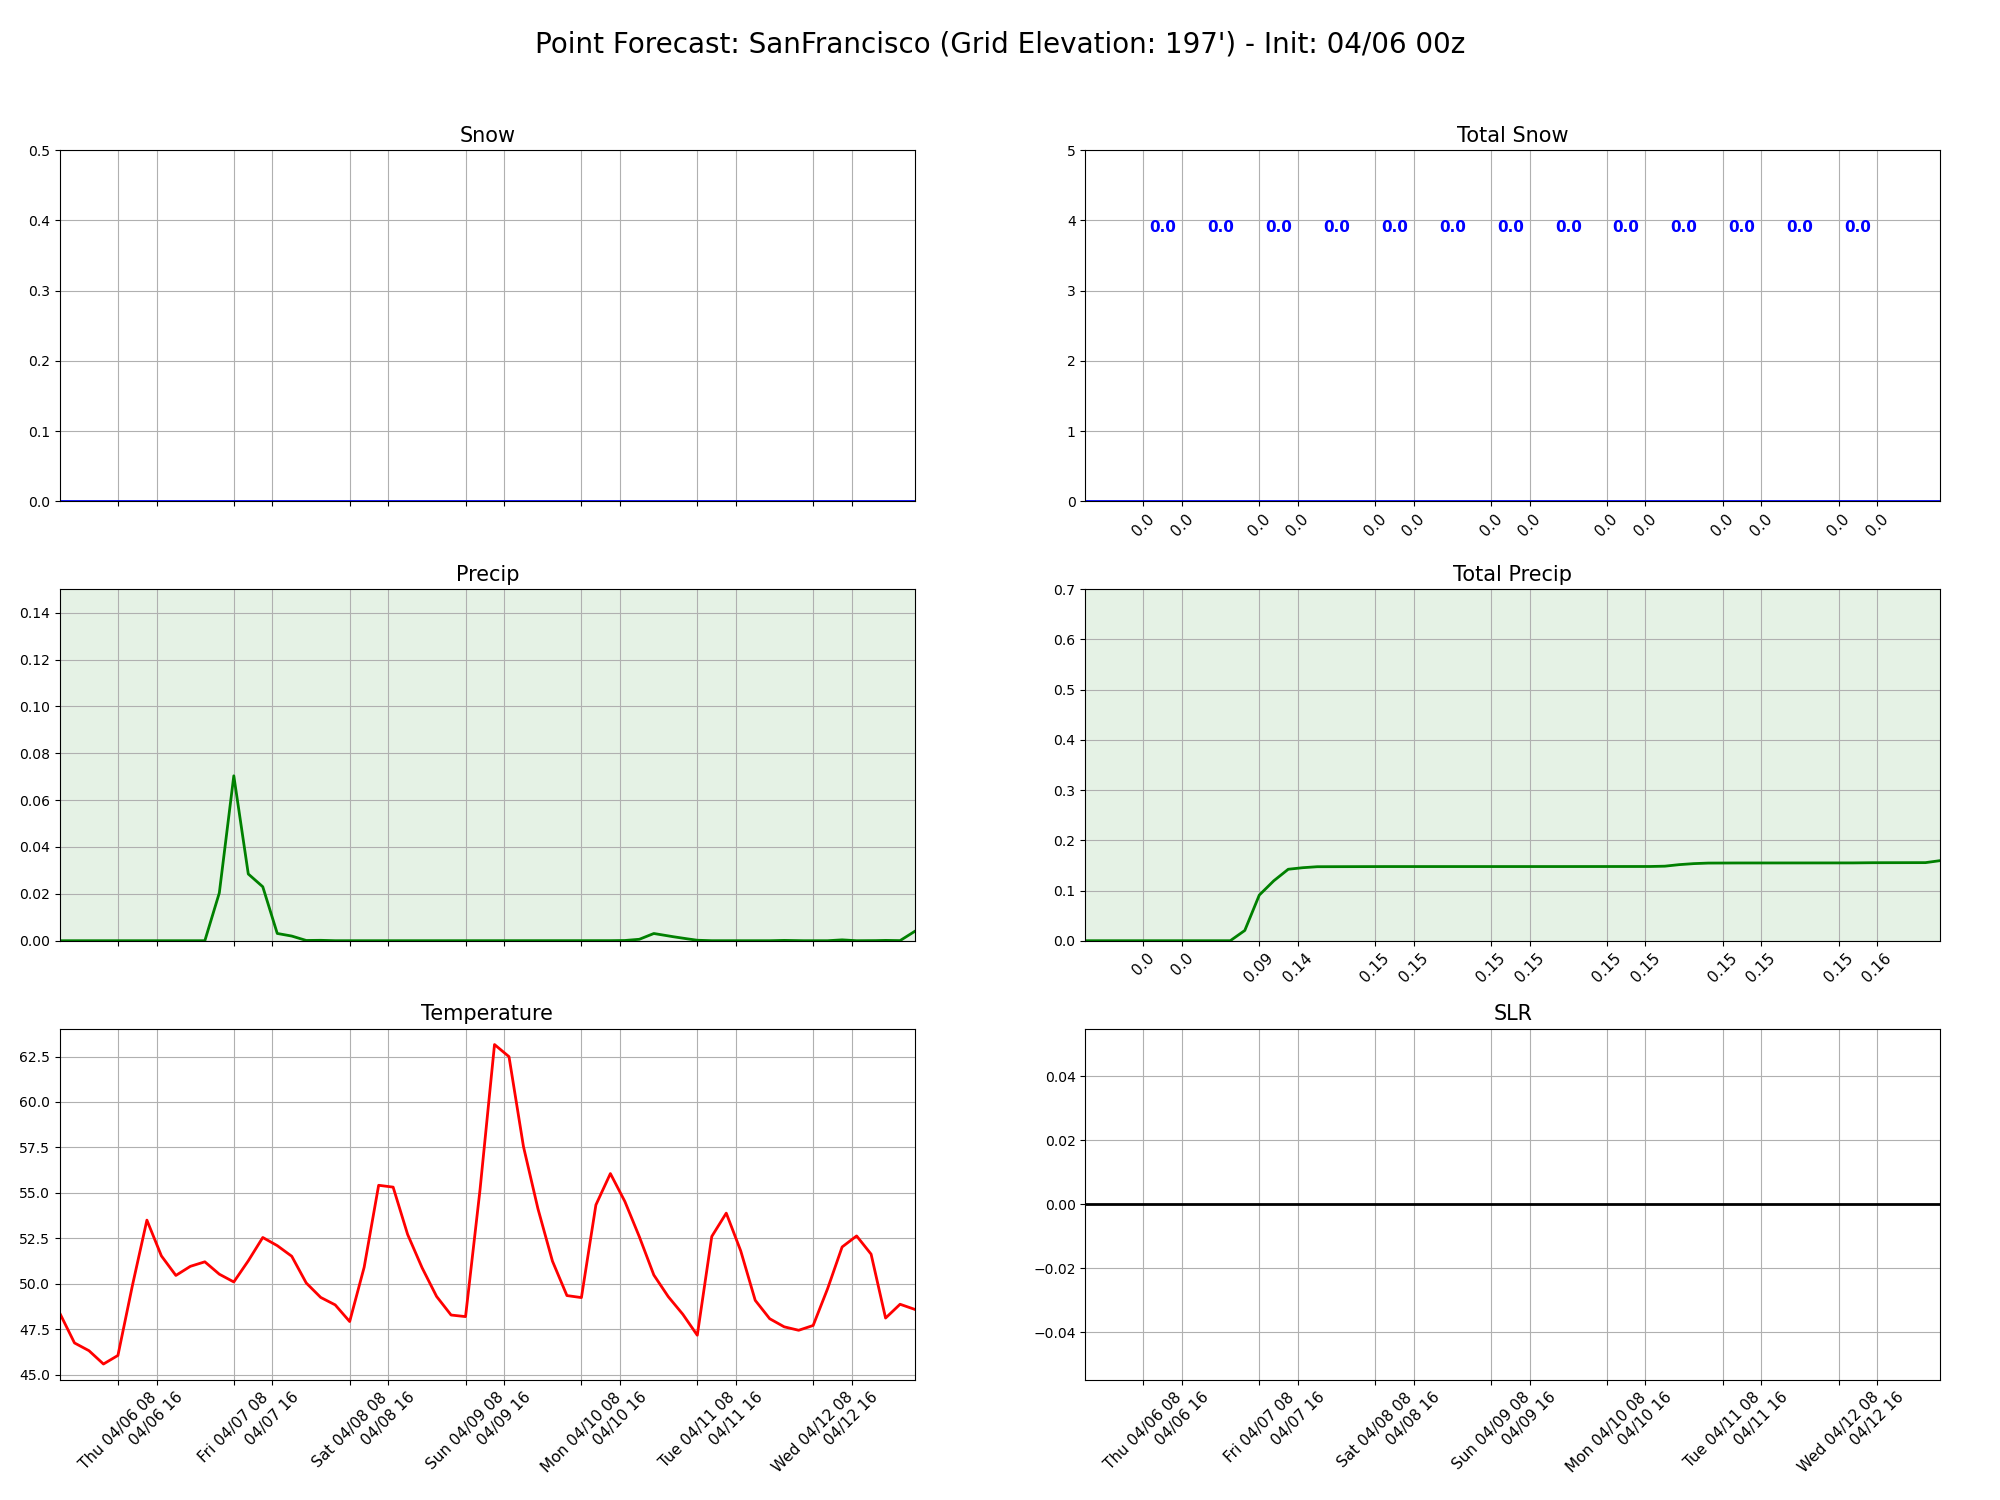 Point Forecast: SanFrancisco (Grid Elevation: 197') - Init: 04/06 00z
Snow
0.5
0.4
0.3
0.2
0.1
0.0
Total Snow
5
4
3
2
1
0
0.0 0.0 0.0 0.0 0.0 0.0 0.0 0.0 0.0 0.0 0.0 0.0 0.0
0.0 0.0 0.0 0.0 0.0 0.0 0.0 0.0 0.0 0.0 0.0 0.0 0.0 0.0
Precip
0.14
0.12
0.10
0.08
0.06
0.04
0.02
0.00
Total Precip
0.7
0.6
0.5
0.4
0.3
0.2
0.1
0.0
0.0 0.0 0.09 0.14 0.15 0.15 0.15 0.15 0.15 0.15 0.15 0.15 0.15 0.16
Temperature
62.5
60.0
57.5
55.0
52.5
50.0
47.5
45.0
Thu 04/06 08
04/06 16
Fri 04/07 08
04/07 16
Sat 04/08 08
04/08 16
Sun 04/09 08
04/09 16
Mon 04/10 08
04/10 16
Tue 04/11 08
04/11 16
Wed 04/12 08
04/12 16
SLR
0.04
0.02
0.00
−0.02
−0.04
Thu 04/06 08
04/06 16
Fri 04/07 08
04/07 16
Sat 04/08 08
04/08 16
Sun 04/09 08
04/09 16
Mon 04/10 08
04/10 16
Tue 04/11 08
04/11 16
Wed 04/12 08
04/12 16